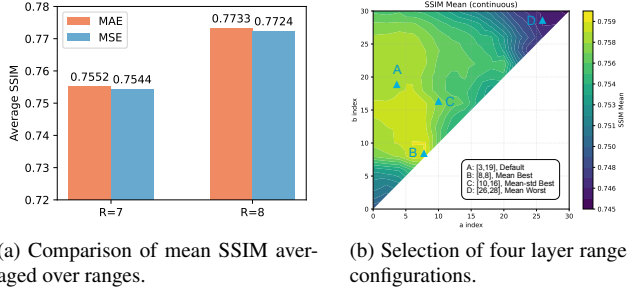 0.78
0.77
0.76
0.75
0.74
0.73
0.72
Average SSIM
MAE
MSE
0.7552
0.7544
0.7733
0.7724
R=7
R=8
(a) Comparison of mean SSIM aver-
aged over ranges.
SSIM Mean (continuous)
30
25
20
15
10
5
0
b index
A
B
C
D
A: [3,19], Default
B: [8,8], Mean Best
C: [10,16], Mean-std Best
D: [26,28], Mean Worst
0
5
10
15
20
25
30
a index
0.759
0.758
0.756
0.755
0.753
0.752
0.750
0.748
0.747
0.745
SSIM Mean
(b) Selection of four layer range
configurations.